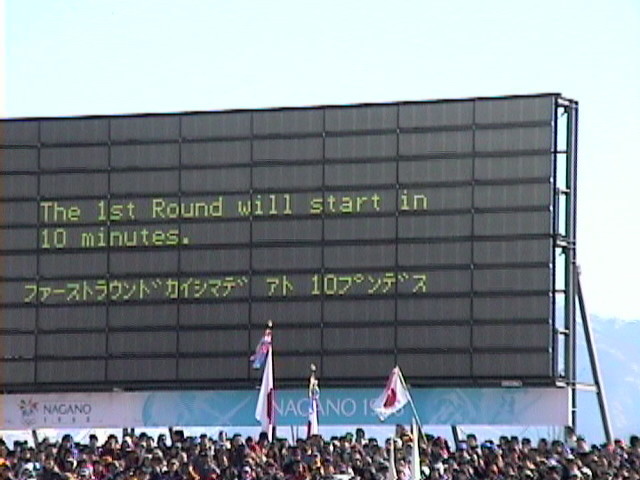 The 1st Round will start in
10 minutes.
ファーストラウンドカイシマデ アト 10プンデス
NAGANO
1998
NAGANO 1998